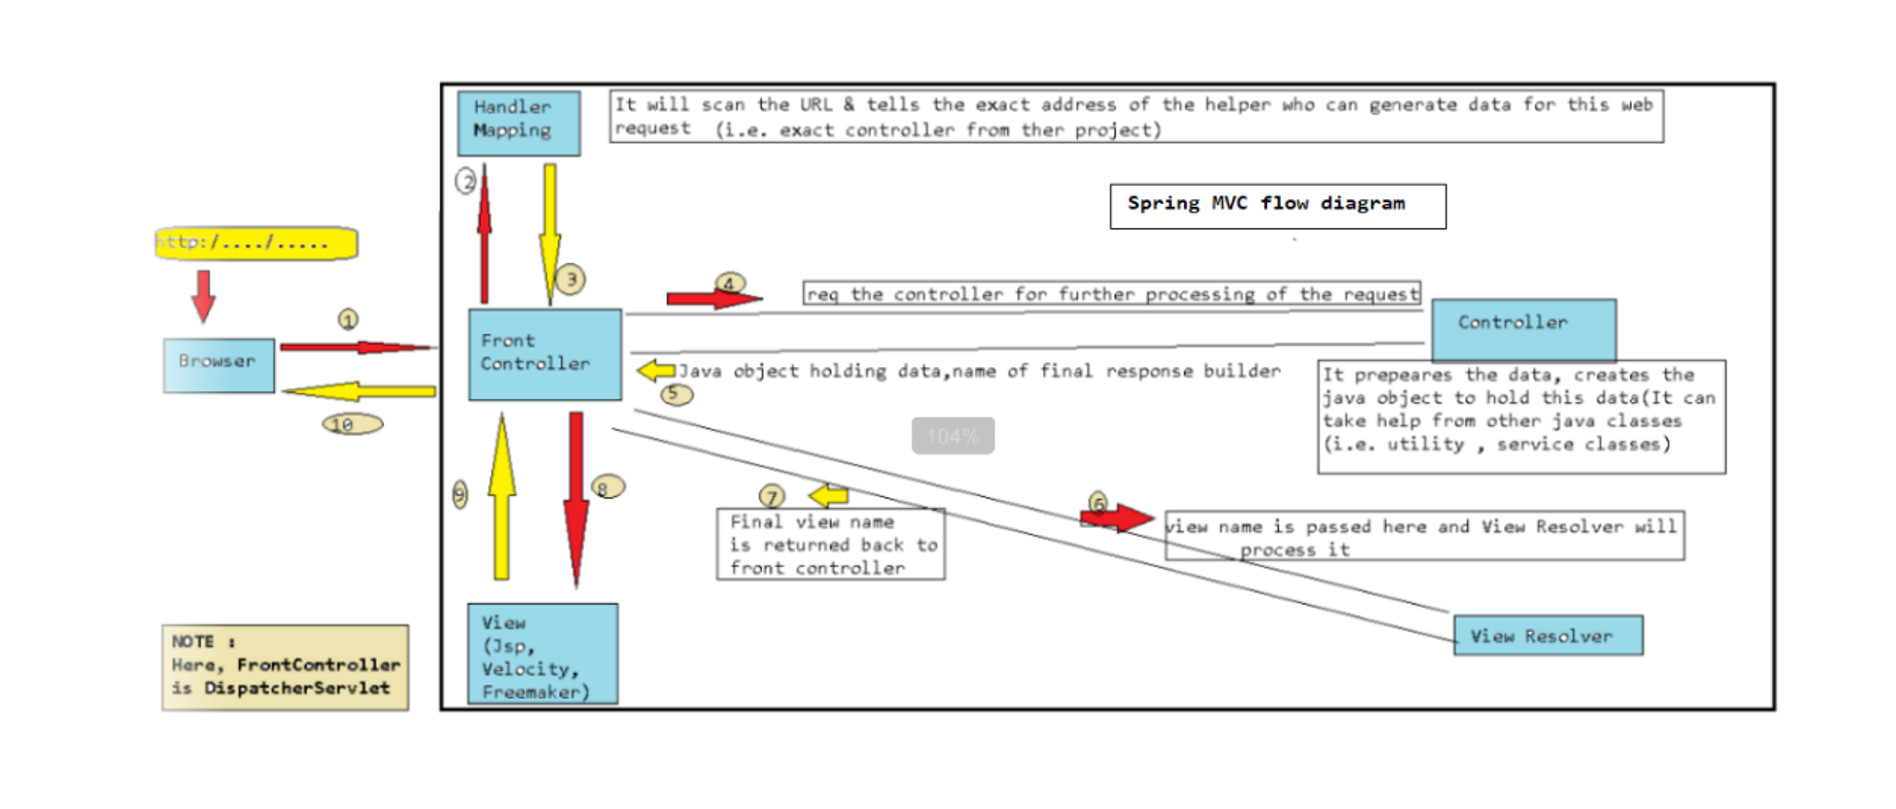 Handler
Mapping
It will scan the URL & tells the exact address of the helper who can generate data for this web
request (i.e. exact controller from ther project)
2
Spring MVC flow diagram
http:/..../.....
3
4
req the controller for further processing of the request
1
Front
Controller
Controller
Browser
Java object holding data,name of final response builder
5
It prepeares the data, creates the
java object to hold this data(It can
take help from other java classes
(i.e. utility , service classes)
10
104%
9
8
7
6
Final view name
is returned back to
front controller
view name is passed here and View Resolver will
process it
View
(Jsp,
Velocity,
Freemaker)
View Resolver
NOTE :
Here, FrontController
is DispatcherServlet